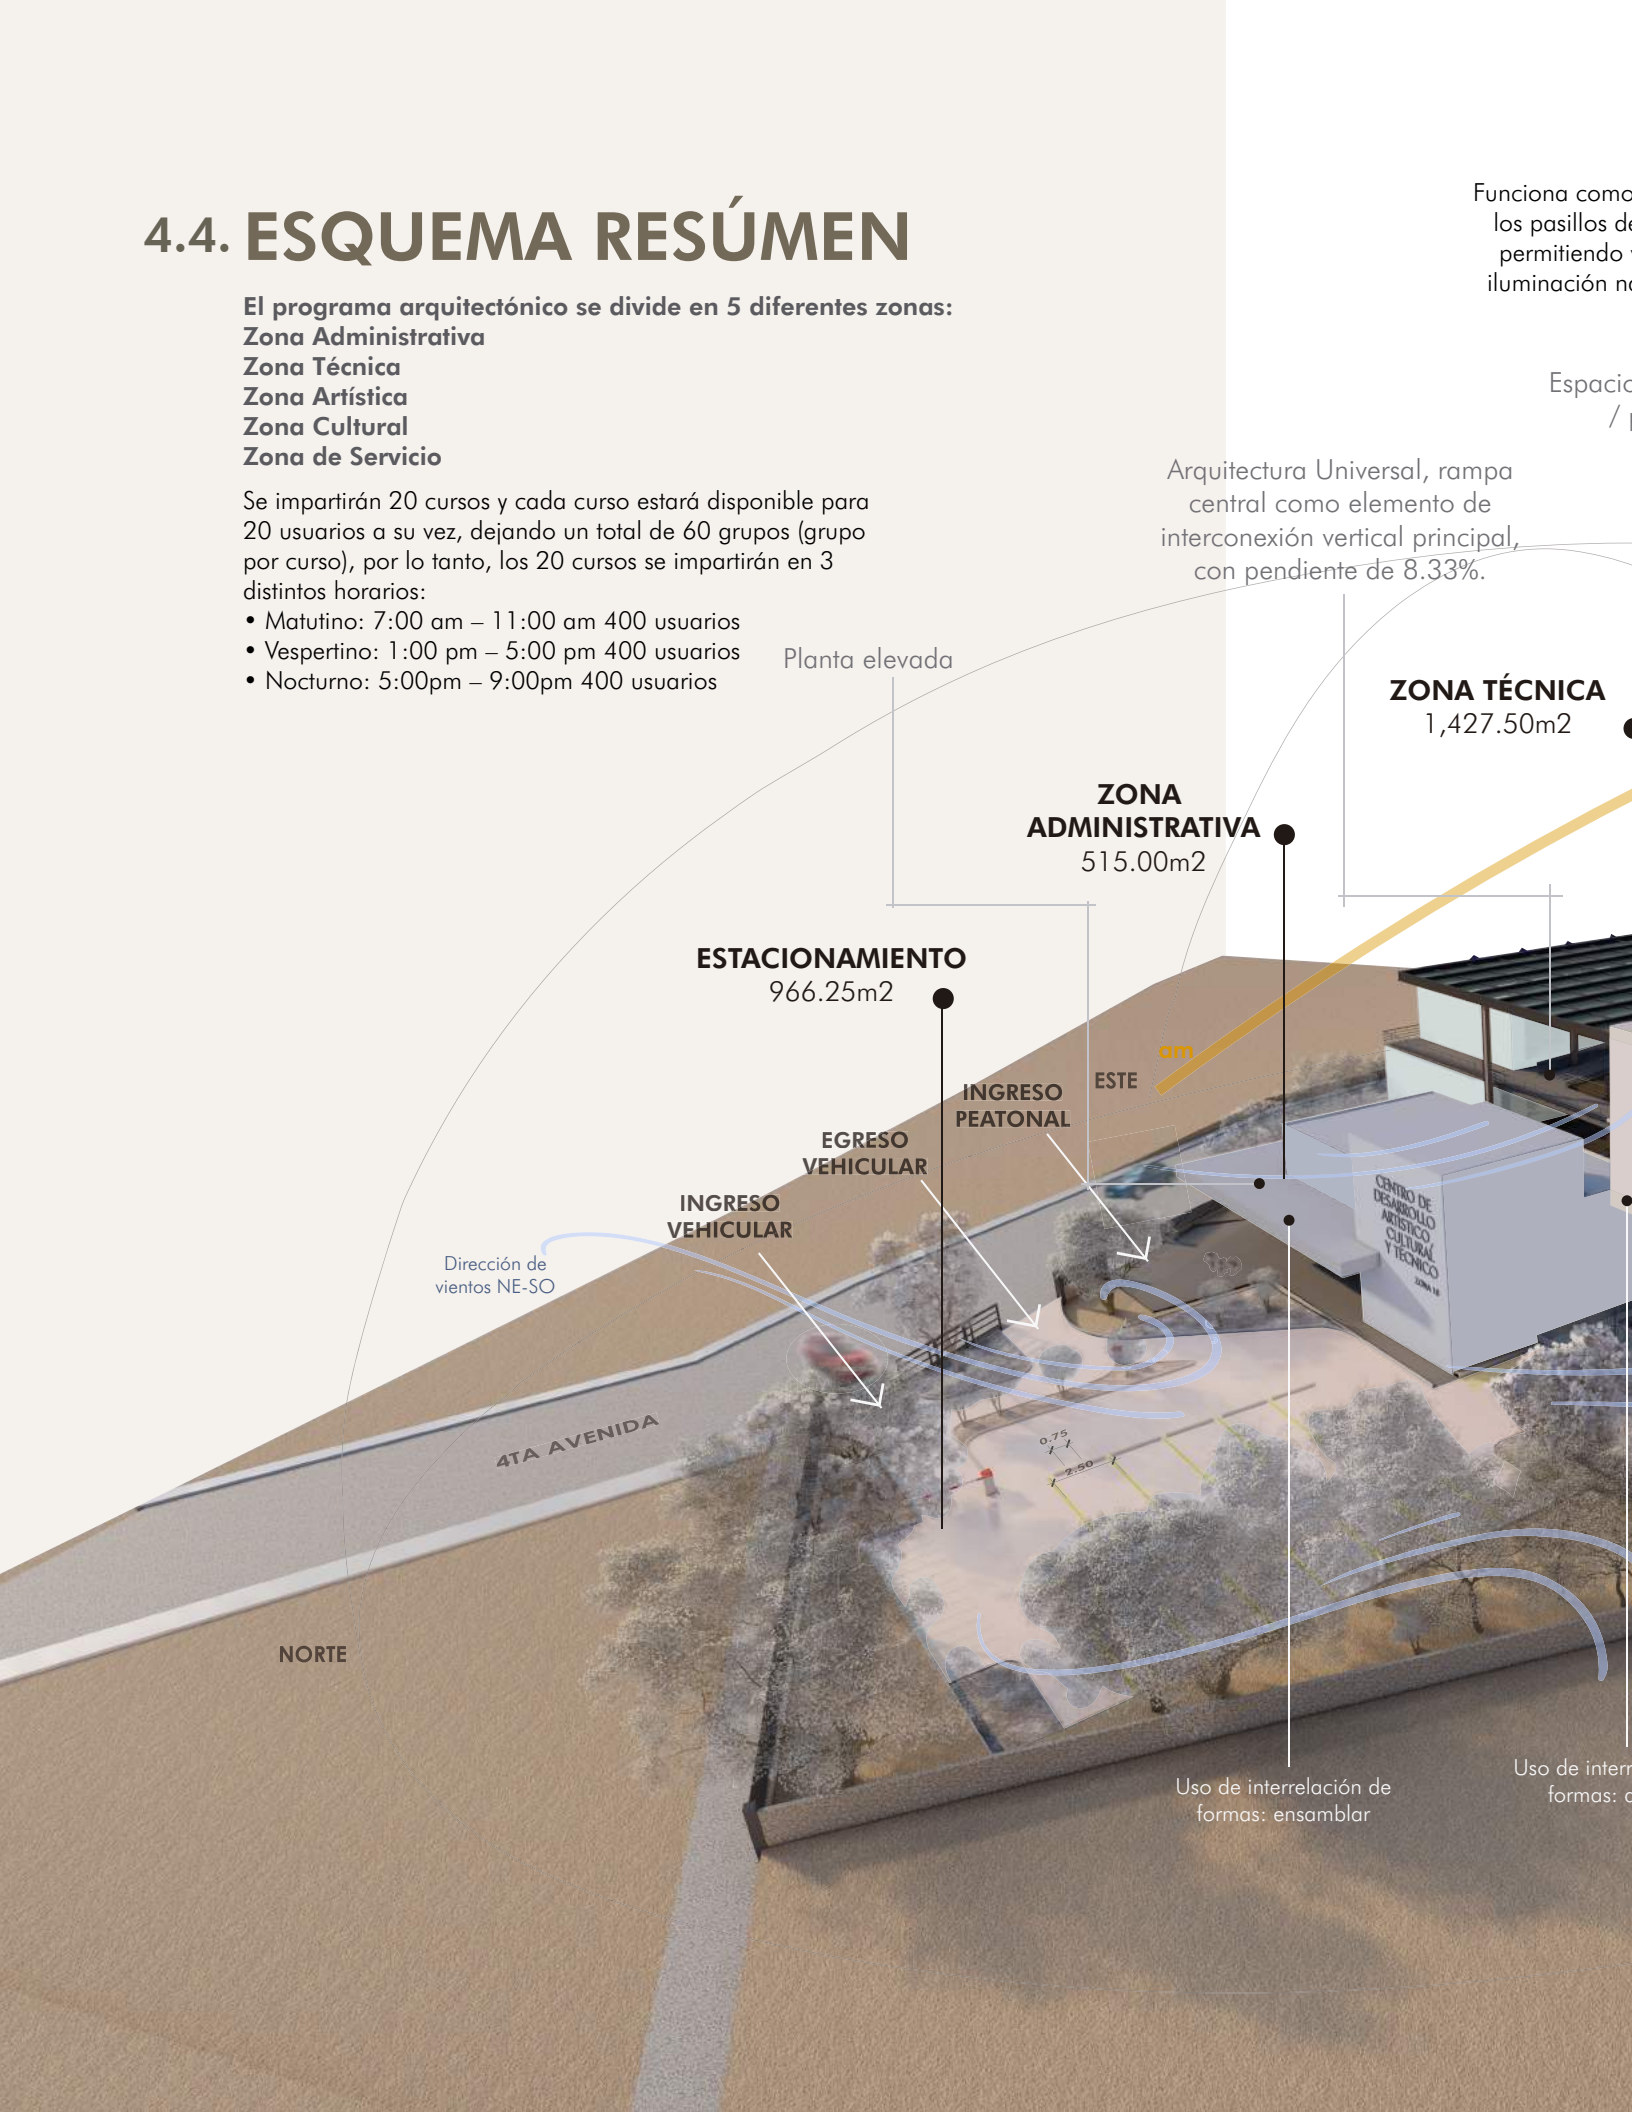 4.4. ESQUEMA RESÚMEN
El programa arquitectónico se divide en 5 diferentes zonas:
Zona Administrativa
Zona Técnica
Zona Artística
Zona Cultural
Zona de Servicio
Se impartirán 20 cursos y cada curso estará disponible para
20 usuarios a su vez, dejando un total de 60 grupos (grupo
por curso), por lo tanto, los 20 cursos se impartirán en 3
distintos horarios:
• Matutino: 7:00 am – 11:00 am 400 usuarios
• Vespertino: 1:00 pm – 5:00 pm 400 usuarios
• Nocturno: 5:00pm – 9:00pm 400 usuarios
Funciona como
los pasillos de
permitiendo
iluminación
Espacio
/
Arquitectura Universal, rampa
central como elemento de
interconexión vertical principal,
con pendiente de 8.33%.
Planta elevada
ZONA TÉCNICA
1,427.50m2
ZONA
ADMINISTRATIVA
515.00m2
ESTACIONAMIENTO
966.25m2
am
ESTE
INGRESO
PEATONAL
EGRESO
VEHICULAR
INGRESO
VEHICULAR
Dirección de
vientos NE-SO
CENTRO DE
DESARROLLO
ARTÍSTICO
CULTURAL
Y TÉCNICO
ZONA 18
4TA AVENIDA
0.75
2.50
NORTE
Uso de interrelación de
formas: ensamblar
Uso de
formas: